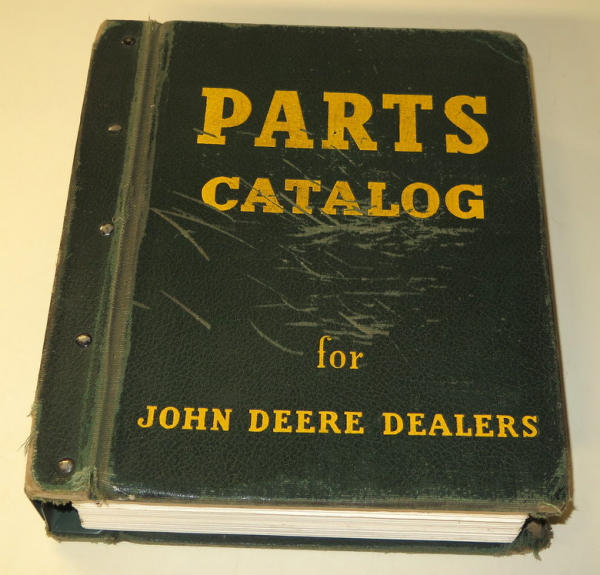 PARTS
CATALOG
for
JOHN DEERE DEALERS